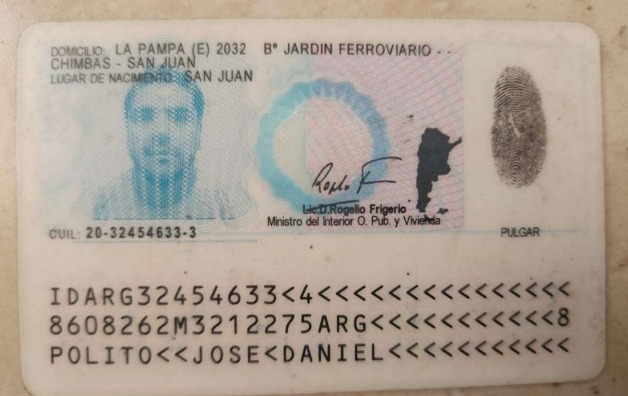 DOMICILIO: LA PAMPA (E) 2032 Bº JARDIN FERROVIARIO - -
CHIMBAS - SAN JUAN
LUGAR DE NACIMIENTO: SAN JUAN
Lic.D.Rogelio Frigerio
Ministro del Interior O. Pub. y Vivienda
CUIL: 20-32454633-3
PULGAR
IDARG32454633<4<<<<<<<<<<<<<<<
8608262M3212275ARG<<<<<<<<<<<8
POLITO<<JOSE<DANIEL<<<<<<<<<<<